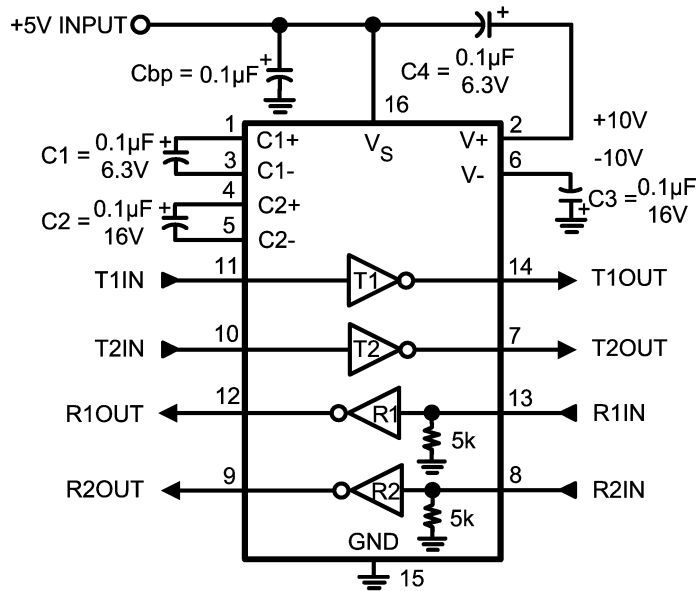 +5V INPUT
Cbp = 0.1µF +
C4 = 0.1µF 6.3V
+
16
VS
1
C1+
V+
2
+10V
C1 = 0.1µF 6.3V
+
3
C1-
V-
6
-10V
4
C2+
C3 = 0.1µF 16V
+
C2 = 0.1µF 16V
+
5
C2-
T1IN
11
T1
14
T1OUT
T2IN
10
T2
7
T2OUT
R1OUT
12
R1
13
R1IN
5k
R2OUT
9
R2
8
R2IN
5k
GND
15